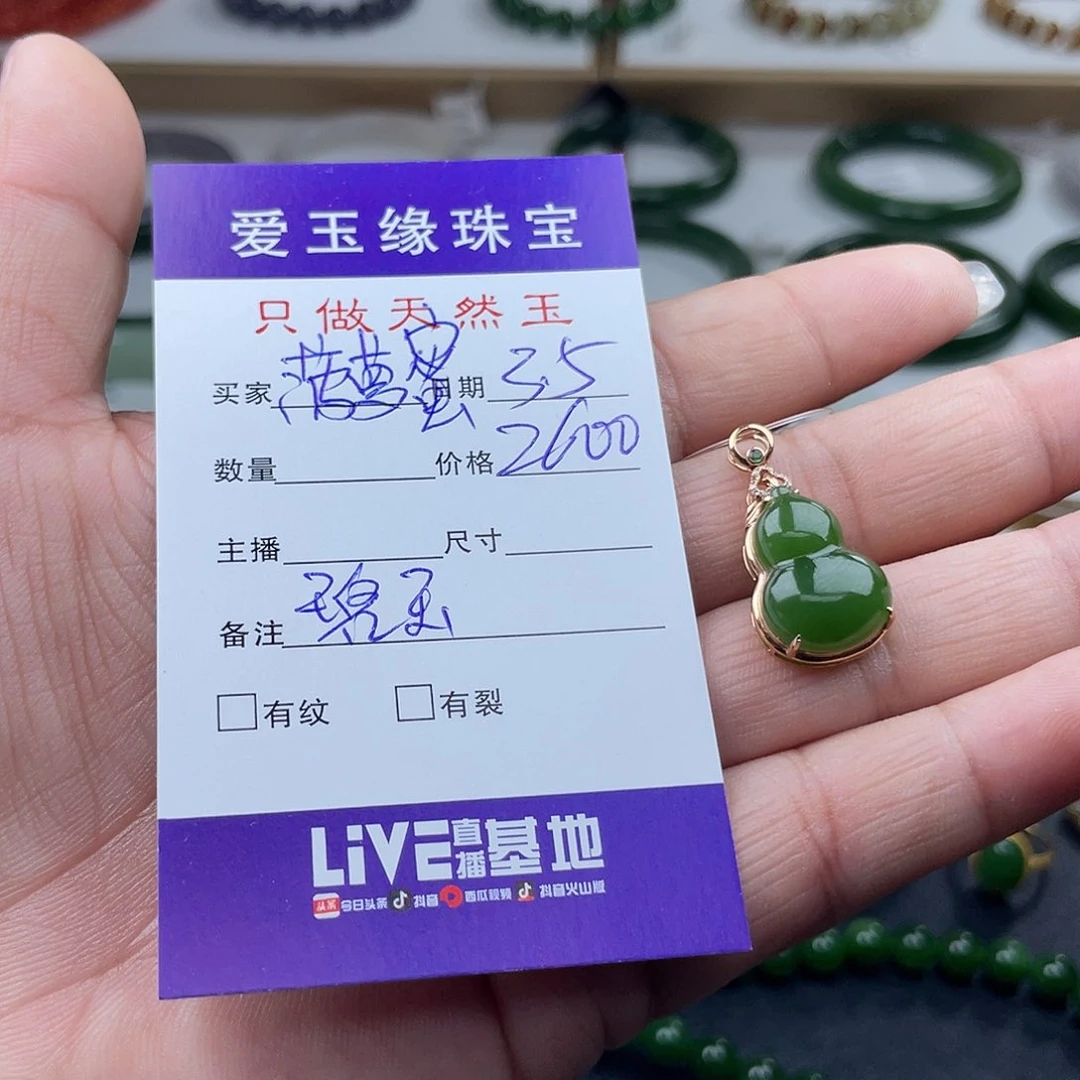 爱玉缘珠宝
只做天然玉
买家 日期 3.5
数量 价格 2600
主播 尺寸
备注 碧玉
有纹 有裂
LiVE直播基地
头条 今日头条 抖音 西瓜视频 抖音火山版